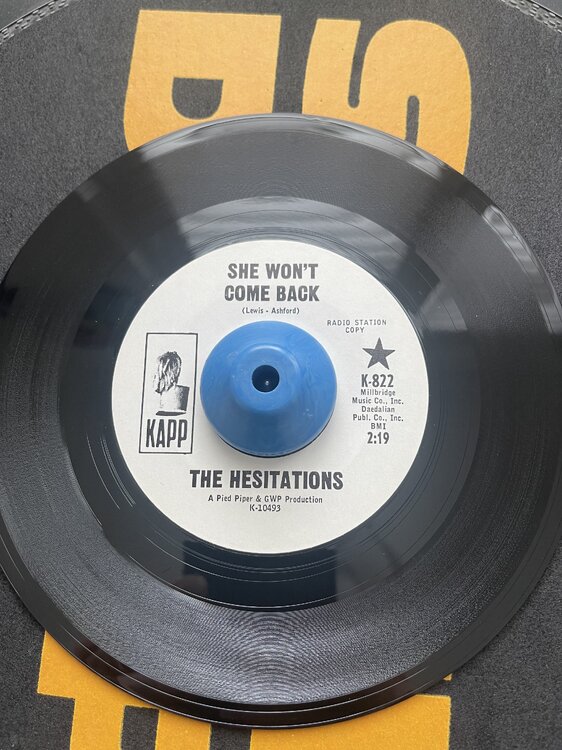 SHE WON'T
COME BACK
(Lewis - Ashford)
RADIO STATION
COPY
K-822
Millbridge
Music Co., Inc.
Daedalian
Publ. Co., Inc.
BMI
2:19
KAPP
THE HESITATIONS
A Pied Piper & GWP Production
K-10493